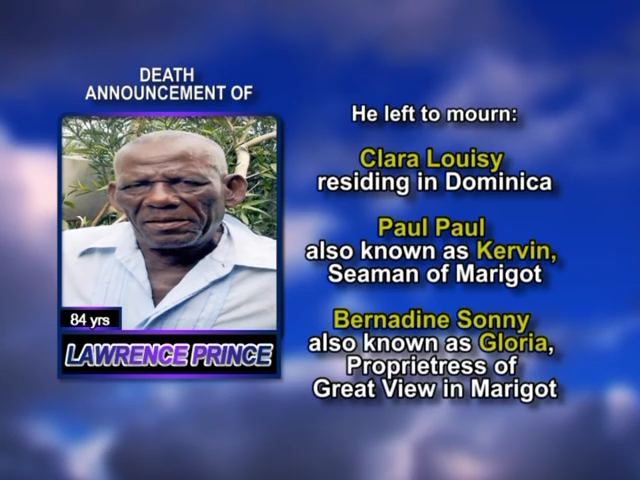 DEATH
ANNOUNCEMENT OF
84 yrs
LAWRENCE PRINCE
He left to mourn:
Clara Louisy
residing in Dominica
Paul Paul
also known as Kervin,
Seaman of Marigot
Bernadine Sonny
also known as Gloria,
Proprietress of
Great View in Marigot